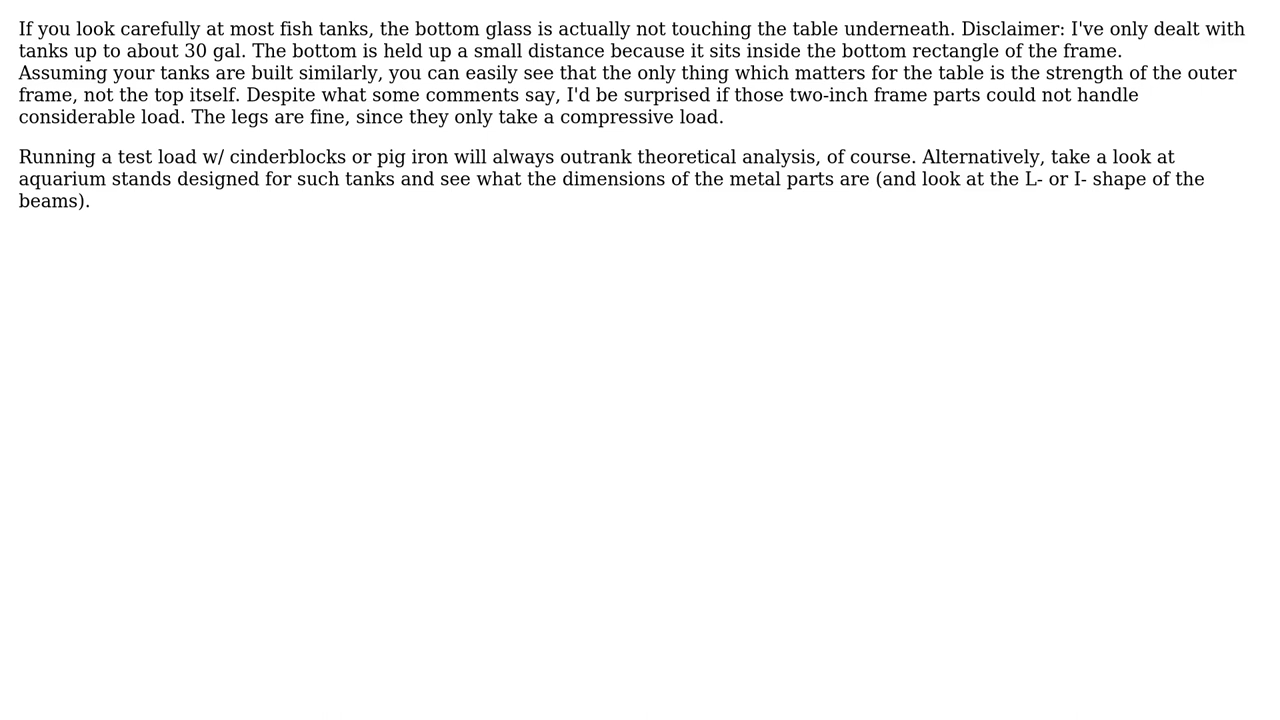 If you look carefully at most fish tanks, the bottom glass is actually not touching the table underneath. Disclaimer: I've only dealt with
tanks up to about 30 gal. The bottom is held up a small distance because it sits inside the bottom rectangle of the frame.
Assuming your tanks are built similarly, you can easily see that the only thing which matters for the table is the strength of the outer
frame, not the top itself. Despite what some comments say, I'd be surprised if those two-inch frame parts could not handle
considerable load. The legs are fine, since they only take a compressive load.
Running a test load w/ cinderblocks or pig iron will always outrank theoretical analysis, of course. Alternatively, take a look at
aquarium stands designed for such tanks and see what the dimensions of the metal parts are (and look at the L- or I- shape of the
beams).